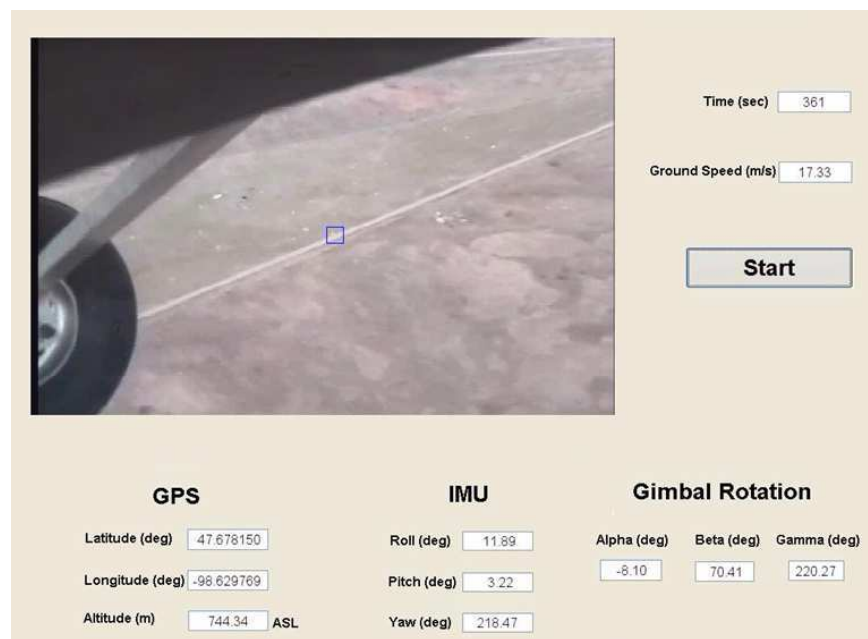 Time (sec) 361
Ground Speed (m/s) 17.33
Start
GPS
IMU
Gimbal Rotation
Latitude (deg) 47.678150
Longitude (deg) -98.629769
Altitude (m) 744.34 ASL
Roll (deg) 11.89
Pitch (deg) 3.22
Yaw (deg) 218.47
Alpha (deg) Beta (deg) Gamma (deg)
-8.10 70.41 220.27